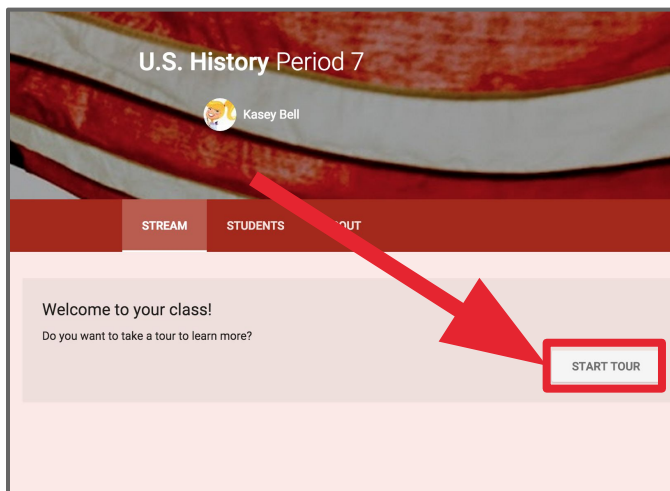 U.S. History Period 7
Kasey Bell
STREAM STUDENTS
Welcome to your class!
Do you want to take a tour to learn more?
START TOUR